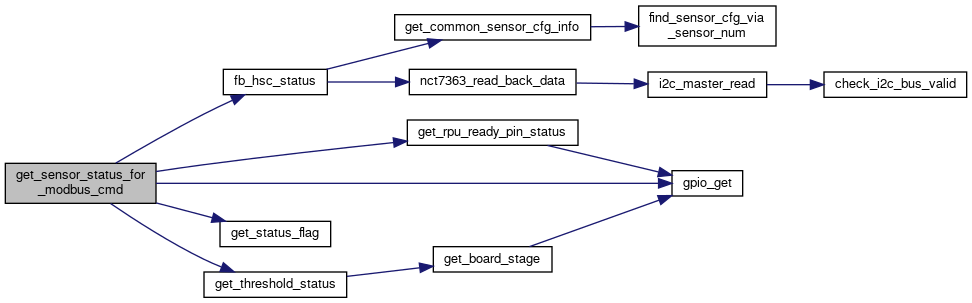 get_common_sensor_cfg_info
find_sensor_cfg_via
_sensor_num
fb_hsc_status
nct7363_read_back_data
i2c_master_read
check_i2c_bus_valid
get_rpu_ready_pin_status
get_sensor_status_for
_modbus_cmd
gpio_get
get_status_flag
get_board_stage
get_threshold_status